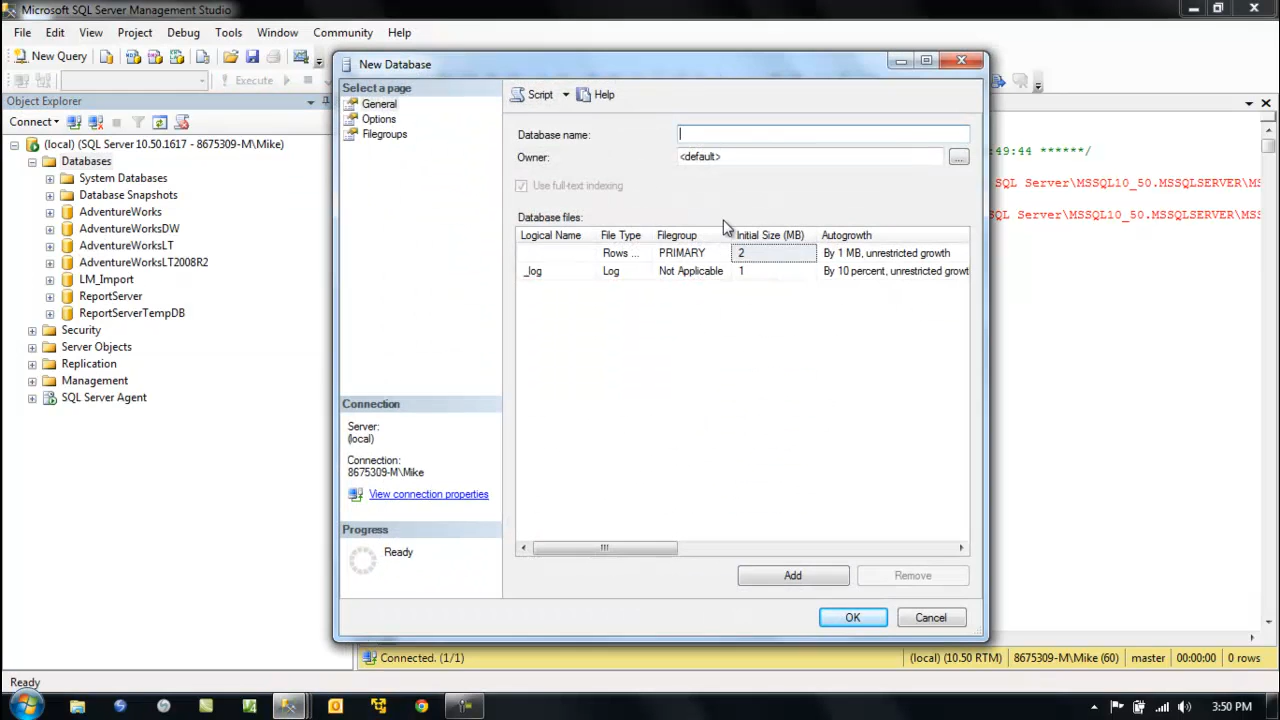 Microsoft SQL Server Management Studio
File Edit View Project Debug Tools Window Community Help
New Query
Execute
Object Explorer
Connect
(local) (SQL Server 10.50.1617 - 8675309-M\Mike)
Databases
System Databases
Database Snapshots
AdventureWorks
AdventureWorksDW
AdventureWorksLT
AdventureWorksLT2008R2
LM_Import
ReportServer
ReportServerTempDB
Security
Server Objects
Replication
Management
SQL Server Agent
New Database
Select a page
General
Options
Filegroups
Connection
Server:
(local)
Connection:
8675309-M\Mike
View connection properties
Progress
Ready
Script Help
Database name:
Owner: <default> ...
Use full-text indexing
Database files:
Logical Name File Type Filegroup Initial Size (MB) Autogrowth
Rows ... PRIMARY 2 By 1 MB, unrestricted growth
_log Log Not Applicable 1 By 10 percent, unrestricted growt
Add Remove
OK Cancel
:49:44 ******/
SQL Server\MSSQL10_50.MSSQLSERVER\MSS
SQL Server\MSSQL10_50.MSSQLSERVER\MSS
Connected. (1/1) (local) (10.50 RTM) 8675309-M\Mike (60) master 00:00:00 0 rows
Ready
3:50 PM